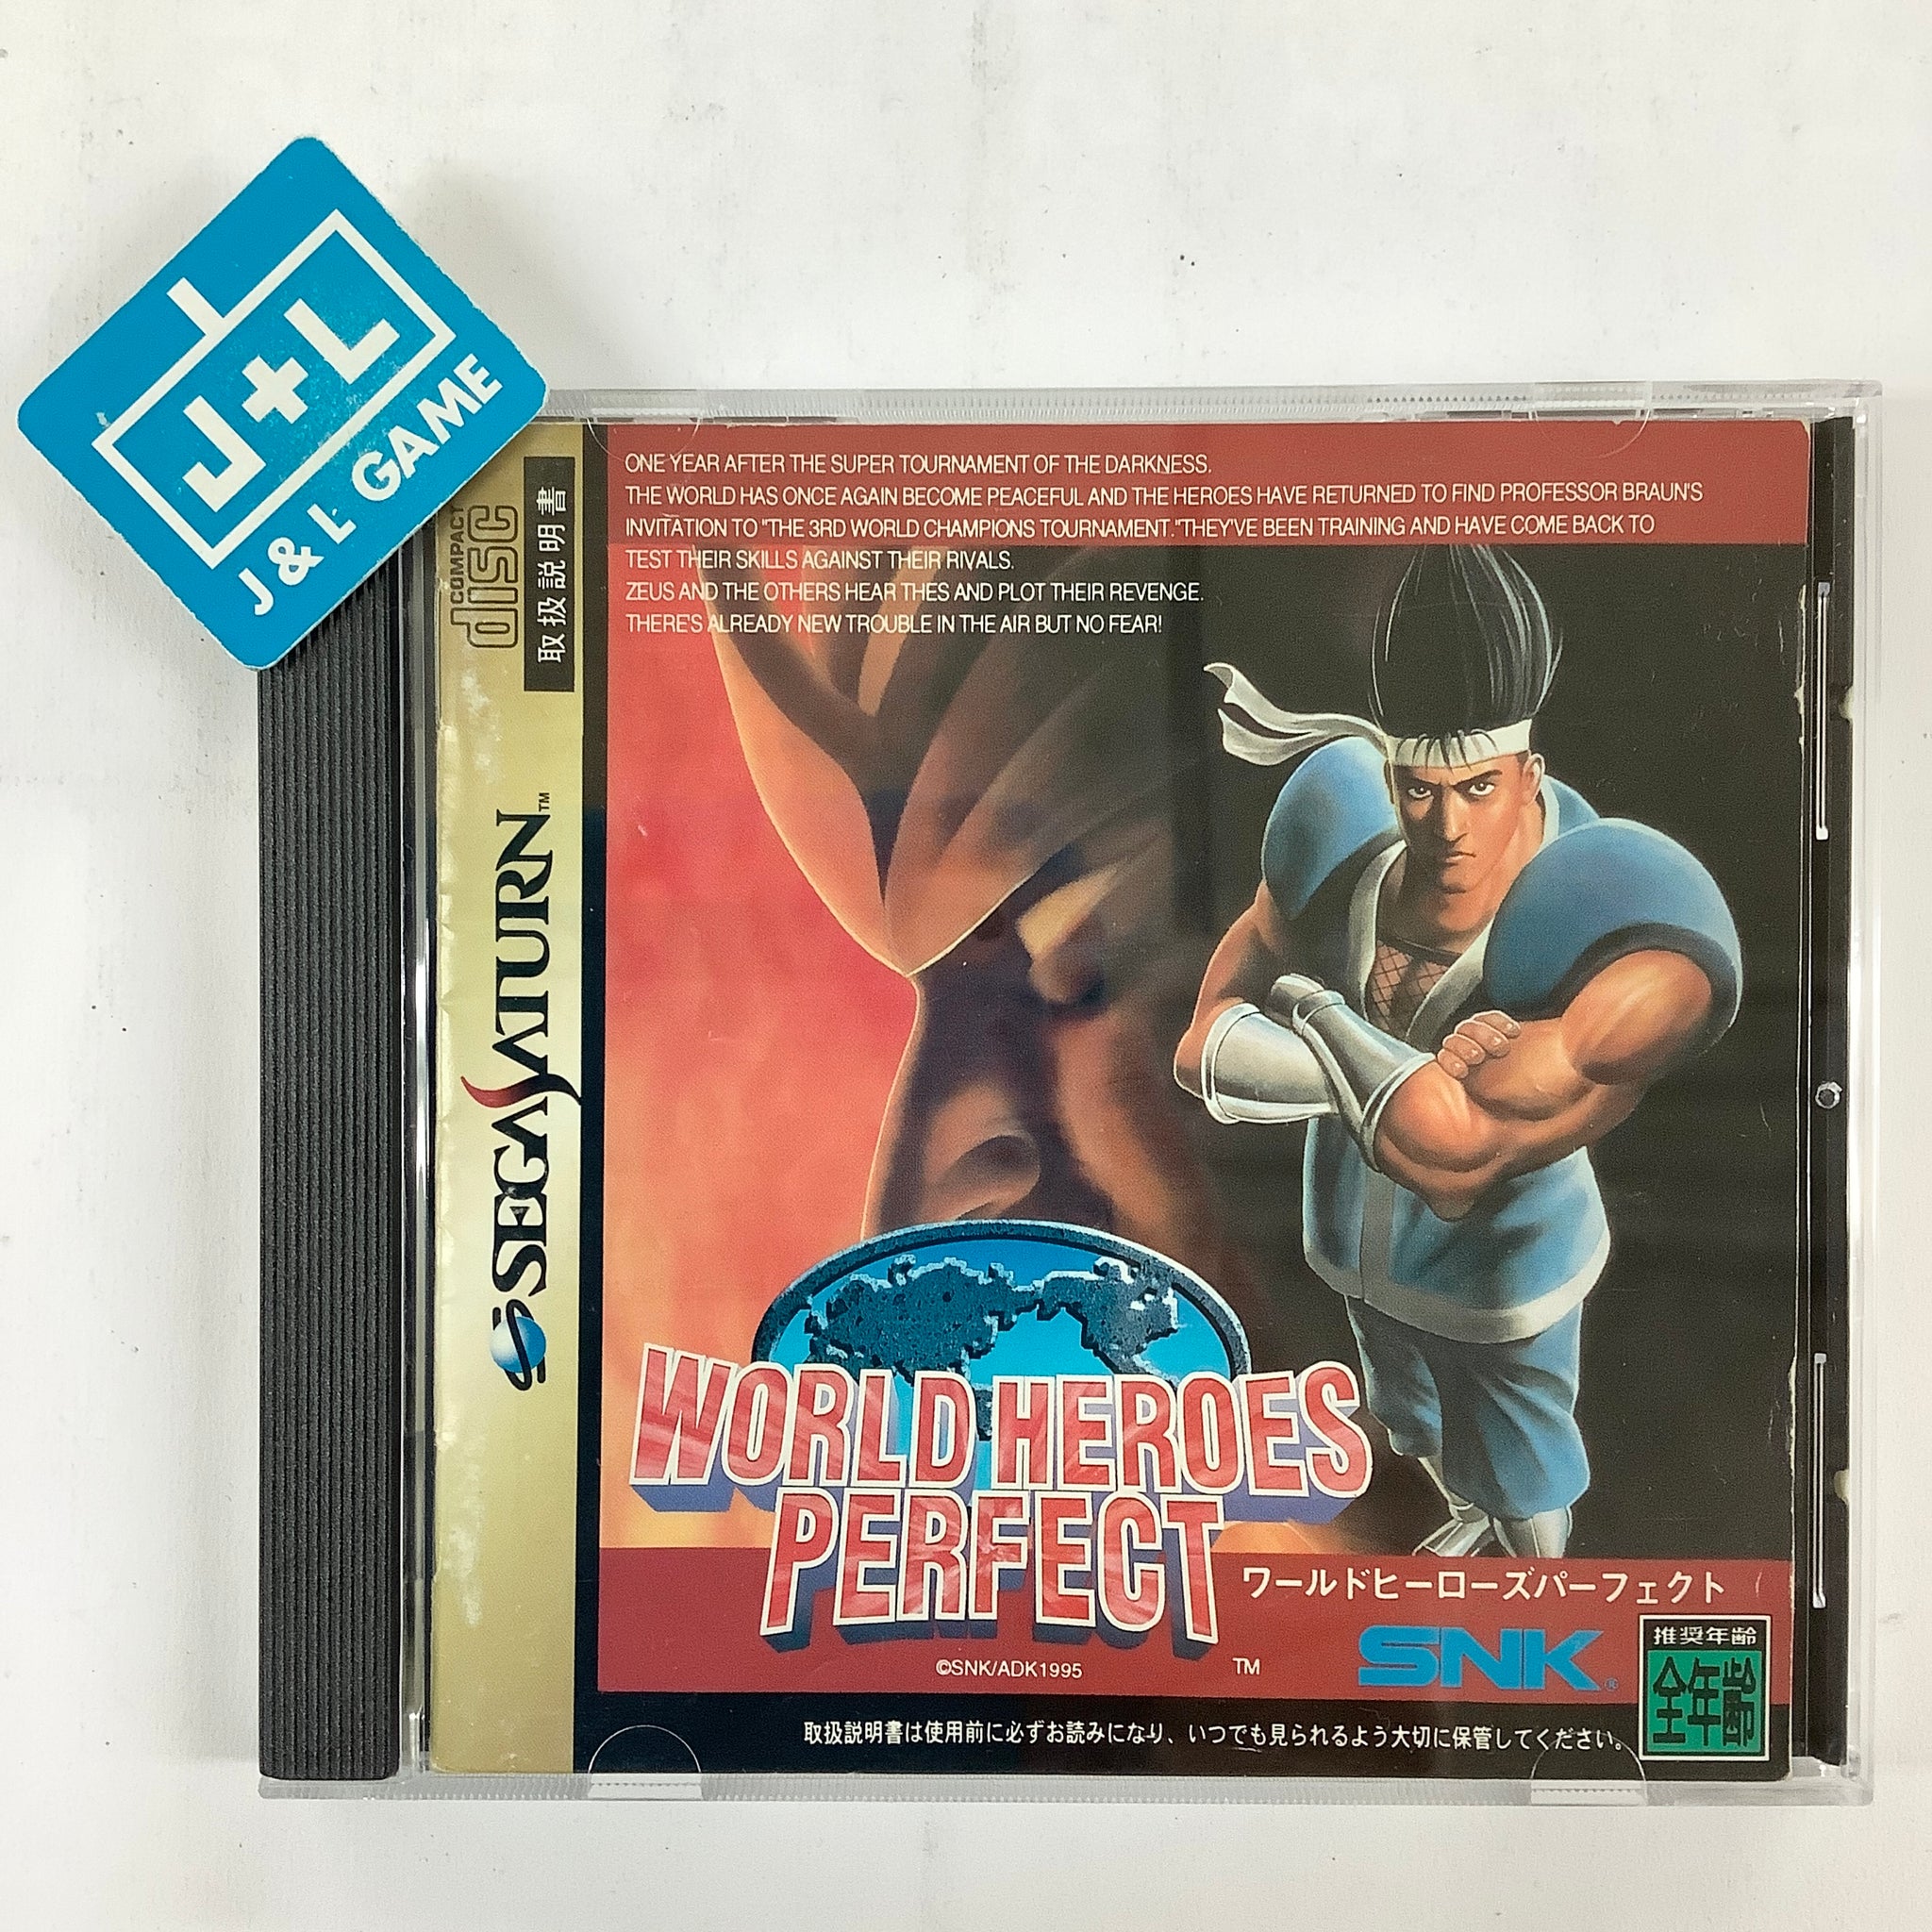 J+L
J & L GAME
COMPACT
disc
取扱説明書
SEGA SATURN™
ONE YEAR AFTER THE SUPER TOURNAMENT OF THE DARKNESS.
THE WORLD HAS ONCE AGAIN BECOME PEACEFUL AND THE HEROES HAVE RETURNED TO FIND PROFESSOR BRAUN'S
INVITATION TO "THE 3RD WORLD CHAMPIONS TOURNAMENT."THEY'VE BEEN TRAINING AND HAVE COME BACK TO
TEST THEIR SKILLS AGAINST THEIR RIVALS.
ZEUS AND THE OTHERS HEAR THES AND PLOT THEIR REVENGE.
THERE'S ALREADY NEW TROUBLE IN THE AIR BUT NO FEAR!
WORLD HEROES
PERFECT
ワールドヒーローズパーフェクト
©SNK/ADK1995
TM
SNK®
推奨年齢
全年齢
取扱説明書は使用前に必ずお読みになり、いつでも見られるよう大切に保管してください。